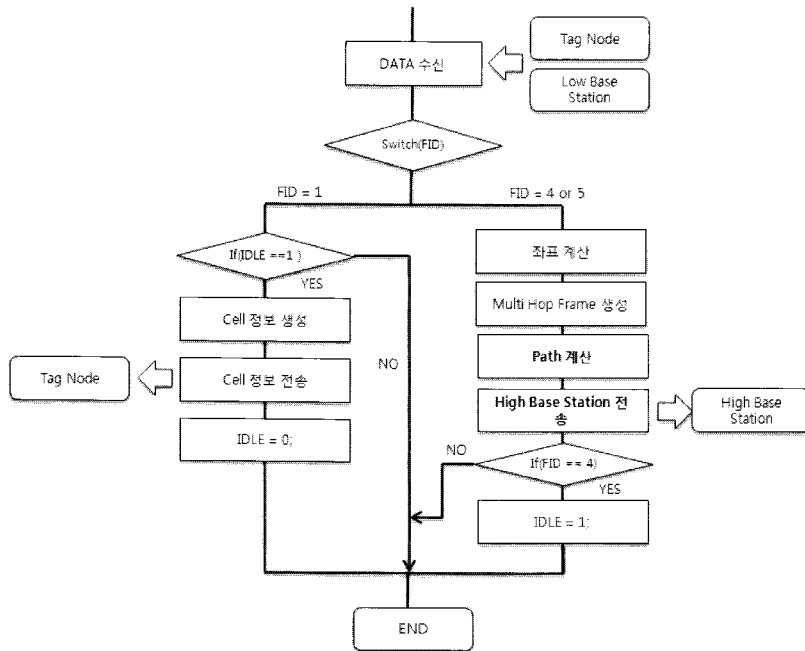 Tag Node
DATA 수신
Low Base
Station
Switch(FID)
FID = 1
FID = 4 or 5
If(IDLE ==1 )
좌표 계산
YES
Cell 정보 생성
Multi Hop Frame 생성
NO
Path 계산
Tag Node
Cell 정보 전송
High Base Station 전
송
High Base
Station
IDLE = 0;
NO
If(FID == 4)
YES
IDLE = 1;
END